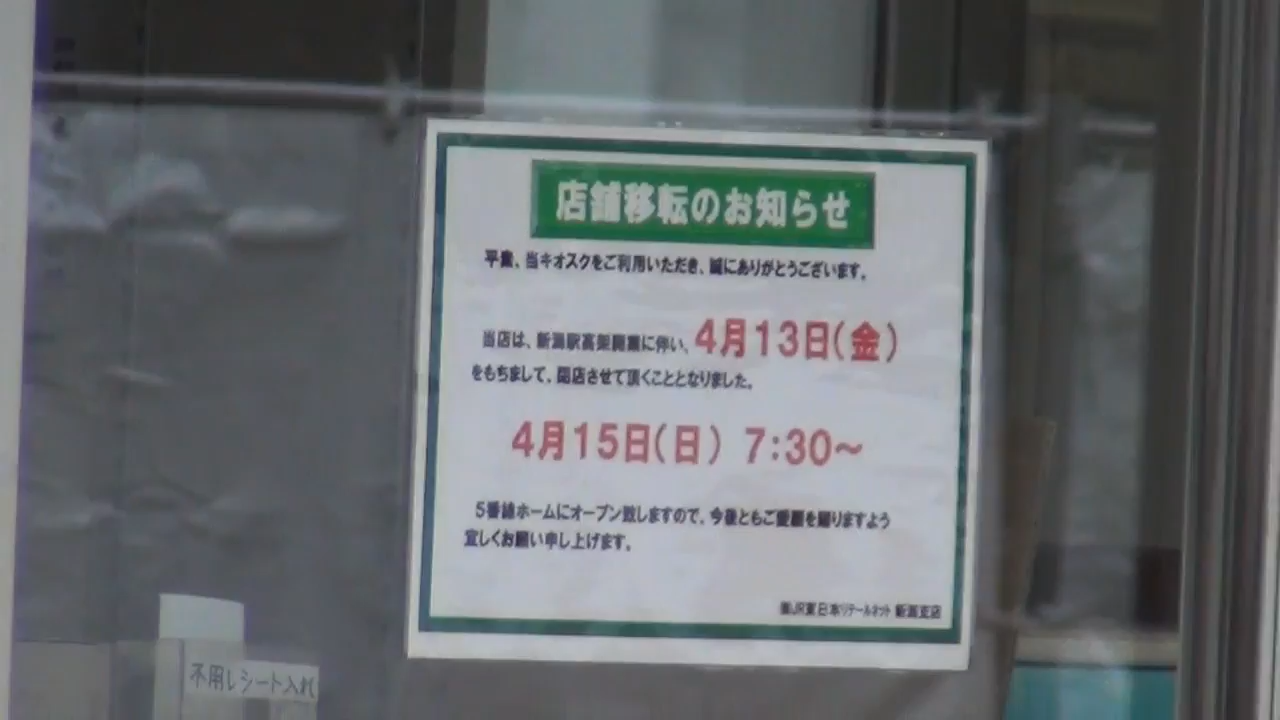 店舗移転のお知らせ
平素、当キオスクをご利用いただき、誠にありがとうございます。
当店は、新潟駅高架開業に伴い、4月13日(金)
をもちまして、閉店させて頂くこととなりました。
4月15日(日) 7:30～
5番線ホームにオープン致しますので、今後ともご愛顧を賜りますよう
宜しくお願い申し上げます。
㈱JR東日本リテールネット 新潟支店
不用レシート入れ